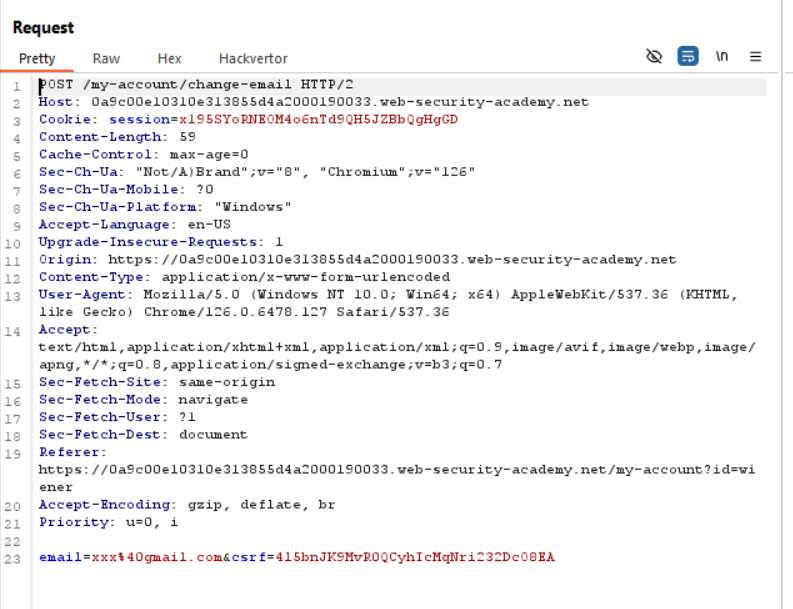 Request
Pretty Raw Hex Hackvertor \n
1 POST /my-account/change-email HTTP/2
2 Host: 0a9c00e10310e313855d4a2000190033.web-security-academy.net
3 Cookie: session=x195SYoRNE0M4o6nTd9QH5JZBbQgHgGD
4 Content-Length: 59
5 Cache-Control: max-age=0
6 Sec-Ch-Ua: "Not/A)Brand";v="8", "Chromium";v="126"
7 Sec-Ch-Ua-Mobile: ?0
8 Sec-Ch-Ua-Platform: "Windows"
9 Accept-Language: en-US
10 Upgrade-Insecure-Requests: 1
11 Origin: https://0a9c00e10310e313855d4a2000190033.web-security-academy.net
12 Content-Type: application/x-www-form-urlencoded
13 User-Agent: Mozilla/5.0 (Windows NT 10.0; Win64; x64) AppleWebKit/537.36 (KHTML,
like Gecko) Chrome/126.0.6478.127 Safari/537.36
14 Accept:
text/html,application/xhtml+xml,application/xml;q=0.9,image/avif,image/webp,image/
apng,*/*;q=0.8,application/signed-exchange;v=b3;q=0.7
15 Sec-Fetch-Site: same-origin
16 Sec-Fetch-Mode: navigate
17 Sec-Fetch-User: ?1
18 Sec-Fetch-Dest: document
19 Referer:
https://0a9c00e10310e313855d4a2000190033.web-security-academy.net/my-account?id=wi
ener
20 Accept-Encoding: gzip, deflate, br
21 Priority: u=0, i
22
23 email=xxx%40gmail.com&csrf=415bnJK9MvR0QCyhIcMqNri232Dc08EA